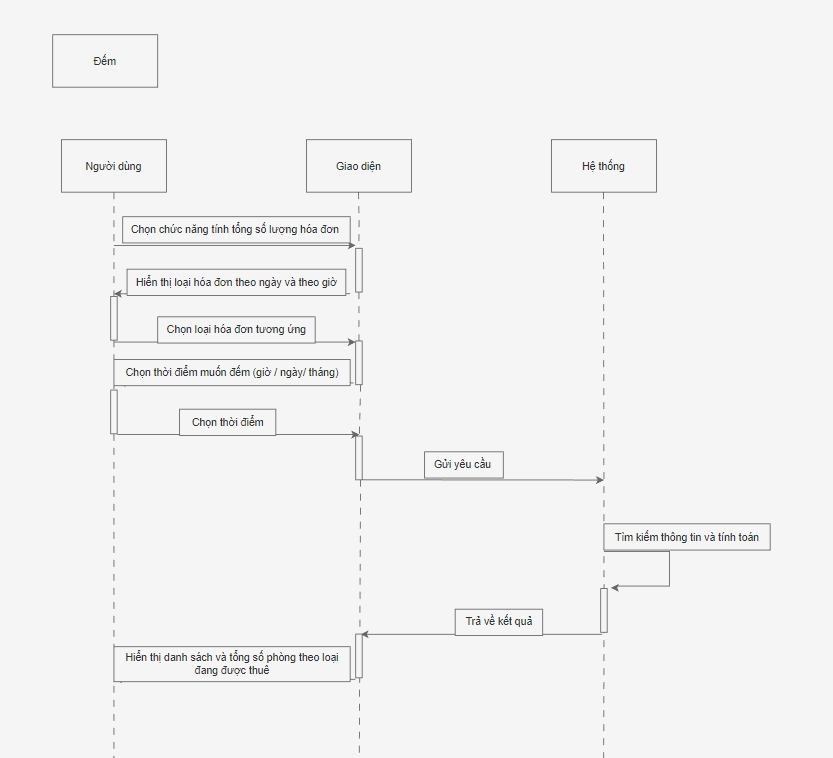 Đếm
Người dùng
Giao diện
Hệ thống
Chọn chức năng tính tổng số lượng hóa đơn
Hiển thị loại hóa đơn theo ngày và theo giờ
Chọn loại hóa đơn tương ứng
Chọn thời điểm muốn đếm (giờ / ngày/ tháng)
Chọn thời điểm
Gửi yêu cầu
Tìm kiếm thông tin và tính toán
Trả về kết quả
Hiển thị danh sách và tổng số phòng theo loại
đang được thuê